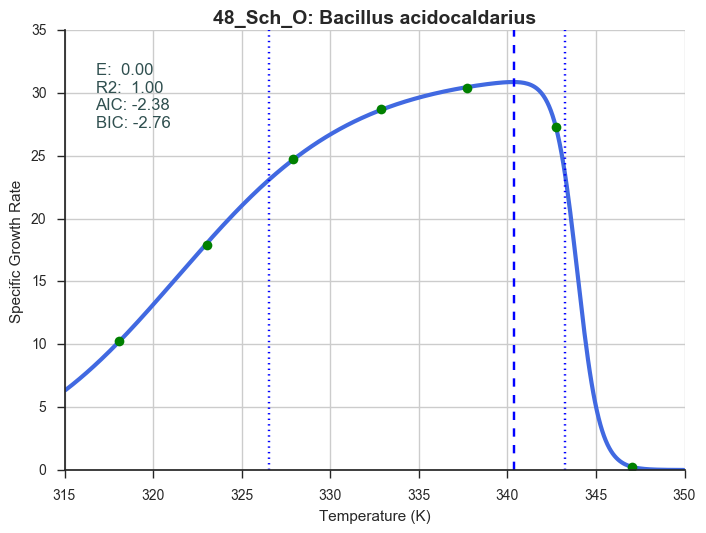 48_Sch_O: Bacillus acidocaldarius
E:  0.00
R2:  1.00
AIC: -2.38
BIC: -2.76
Specific Growth Rate
35
30
25
20
15
10
5
0
315 320 325 330 335 340 345 350
Temperature (K)